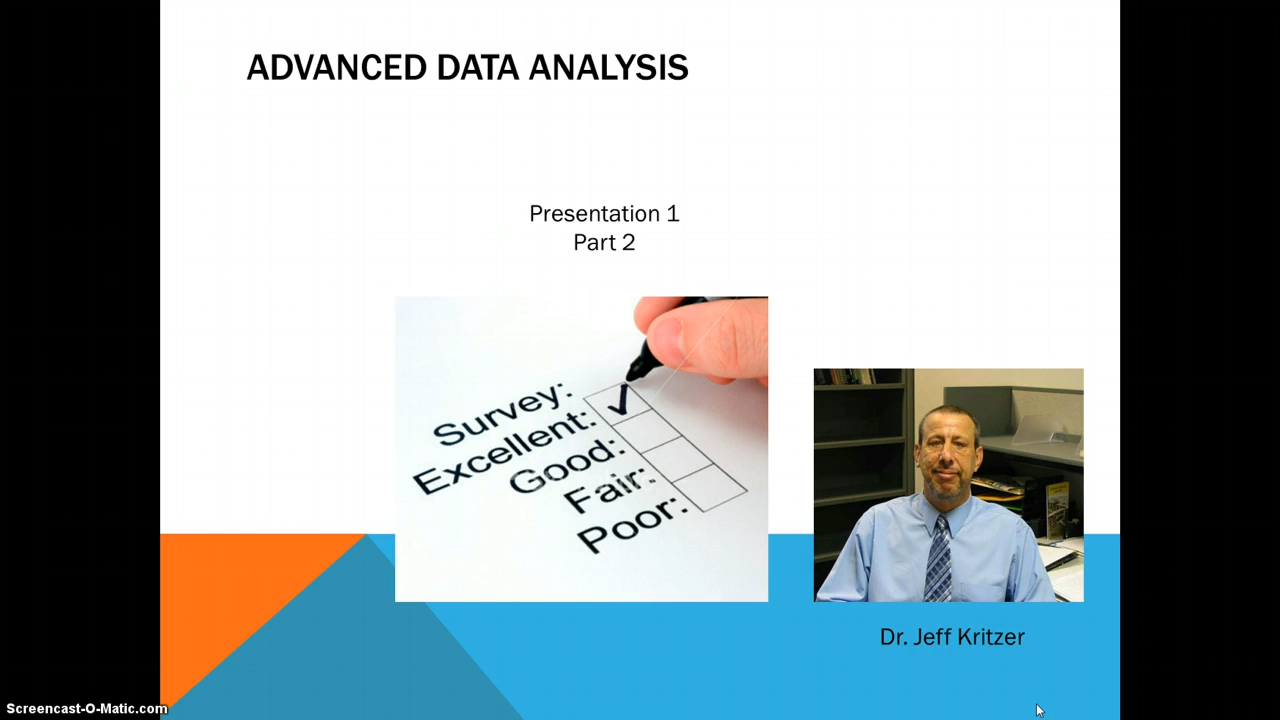 ADVANCED DATA ANALYSIS
Presentation 1
Part 2
Survey:
Excellent:
Good:
Fair:
Poor:
Dr. Jeff Kritzer
Screencast-O-Matic.com